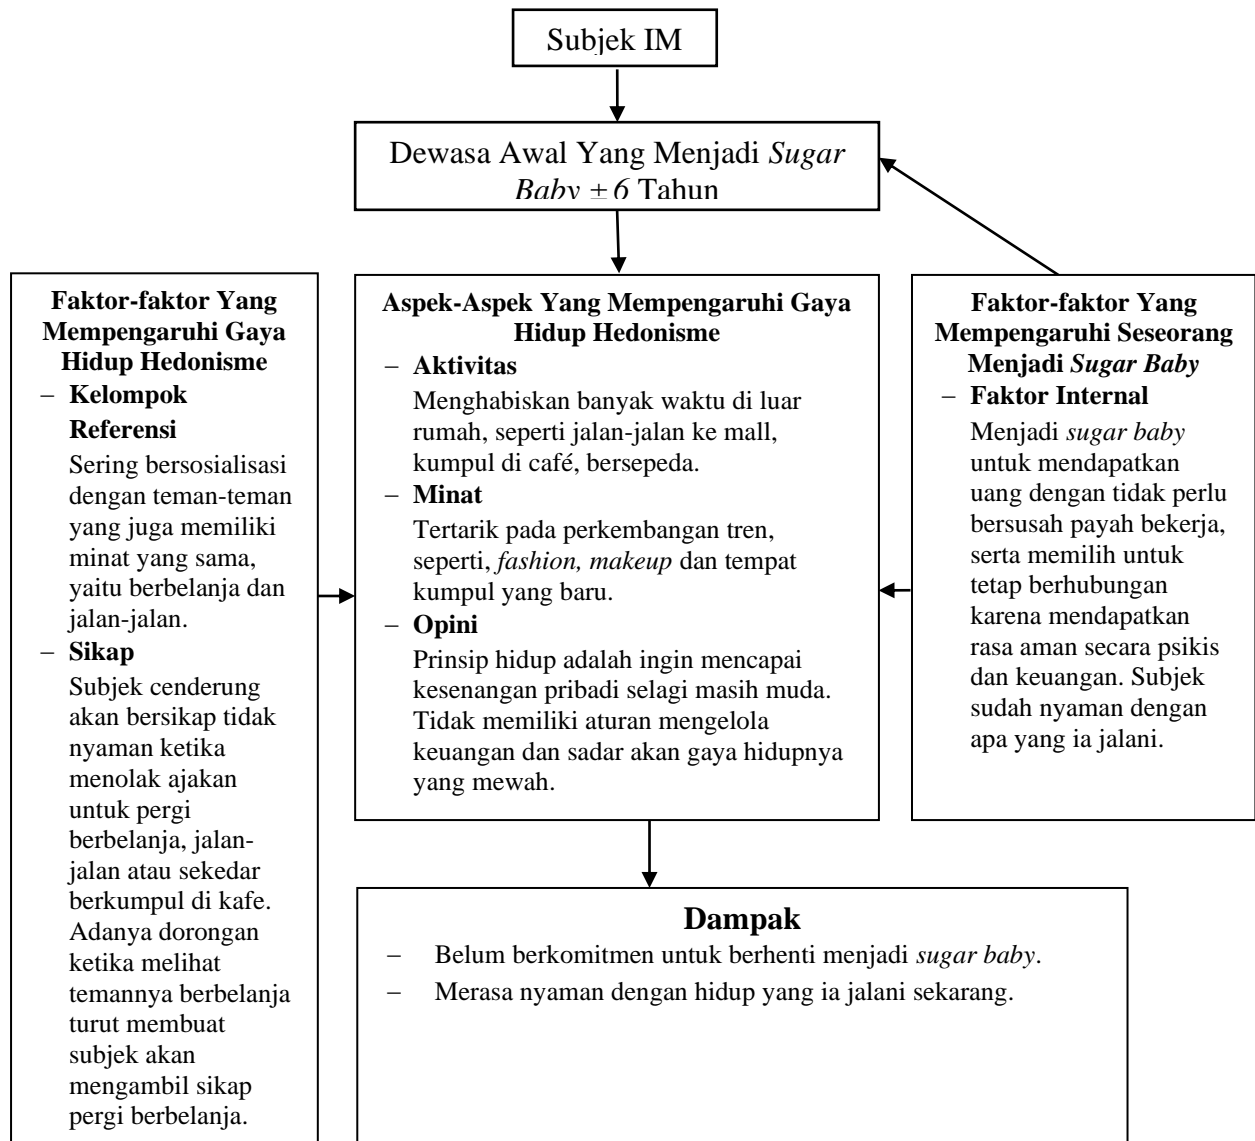 Subjek IM
Dewasa Awal Yang Menjadi Sugar
Baby ± 6 Tahun
Faktor-faktor Yang
Mempengaruhi Gaya
Hidup Hedonisme
– Kelompok
Referensi
Sering bersosialisasi
dengan teman-teman
yang juga memiliki
minat yang sama,
yaitu berbelanja dan
jalan-jalan.
– Sikap
Subjek cenderung
akan bersikap tidak
nyaman ketika
menolak ajakan
untuk pergi
berbelanja, jalan-
jalan atau sekedar
berkumpul di kafe.
Adanya dorongan
ketika melihat
temannya berbelanja
turut membuat
subjek akan
mengambil sikap
pergi berbelanja.
Aspek-Aspek Yang Mempengaruhi Gaya
Hidup Hedonisme
– Aktivitas
Menghabiskan banyak waktu di luar
rumah, seperti jalan-jalan ke mall,
kumpul di café, bersepeda.
– Minat
Tertarik pada perkembangan tren,
seperti, fashion, makeup dan tempat
kumpul yang baru.
– Opini
Prinsip hidup adalah ingin mencapai
kesenangan pribadi selagi masih muda.
Tidak memiliki aturan mengelola
keuangan dan sadar akan gaya hidupnya
yang mewah.
Faktor-faktor Yang
Mempengaruhi Seseorang
Menjadi Sugar Baby
– Faktor Internal
Menjadi sugar baby
untuk mendapatkan
uang dengan tidak perlu
bersusah payah bekerja,
serta memilih untuk
tetap berhubungan
karena mendapatkan
rasa aman secara psikis
dan keuangan. Subjek
sudah nyaman dengan
apa yang ia jalani.
Dampak
– Belum berkomitmen untuk berhenti menjadi sugar baby.
– Merasa nyaman dengan hidup yang ia jalani sekarang.